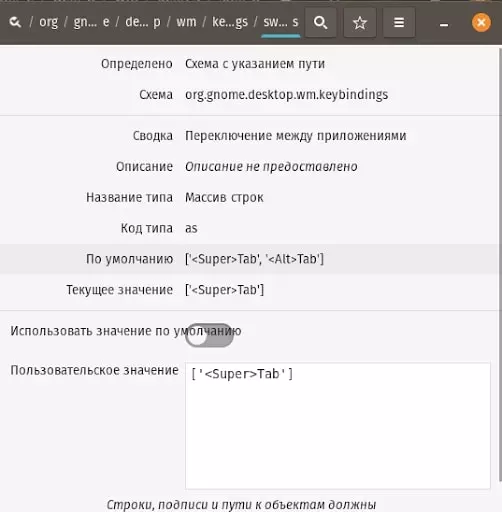 / org / gn… e / de… p / wm / ke…gs / sw… s
Определено Схема с указанием пути
Схема org.gnome.desktop.wm.keybindings
Сводка Переключение между приложениями
Описание Описание не предоставлено
Название типа Массив строк
Код типа as
По умолчанию ['<Super>Tab', '<Alt>Tab']
Текущее значение ['<Super>Tab']
Использовать значение по умолчанию
Пользовательское значение ['<Super>Tab']
Строки, подписи и пути к объектам должны